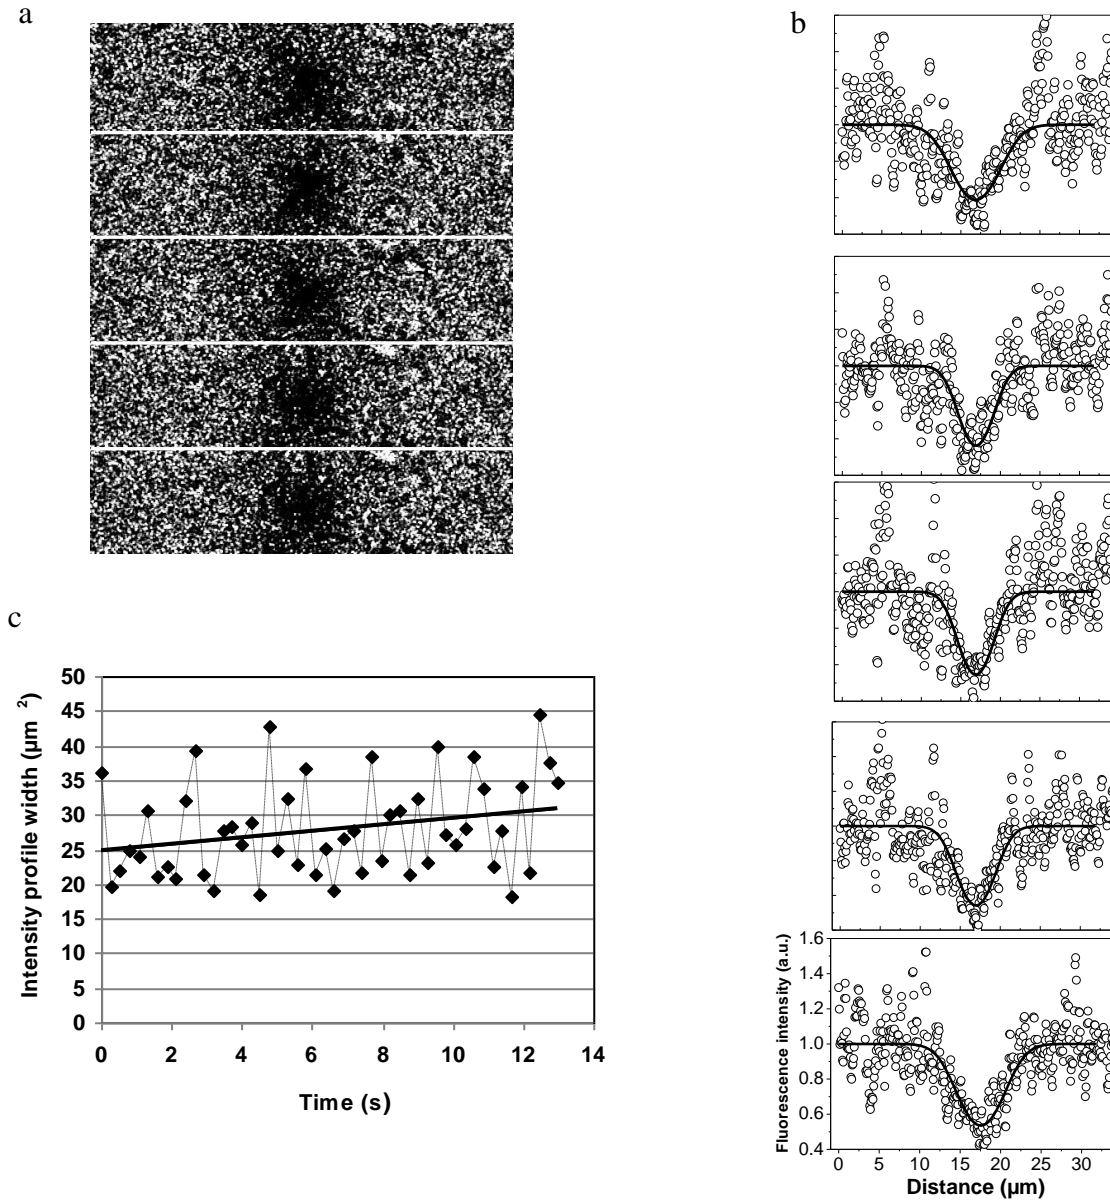 a
b
c
Intensity profile width (µm ²)
50
45
40
35
30
25
20
15
10
5
0
0 2 4 6 8 10 12 14
Time (s)
Fluorescence intensity (a.u.)
1.6
1.4
1.2
1.0
0.8
0.6
0.4
0 5 10 15 20 25 30
Distance (µm)